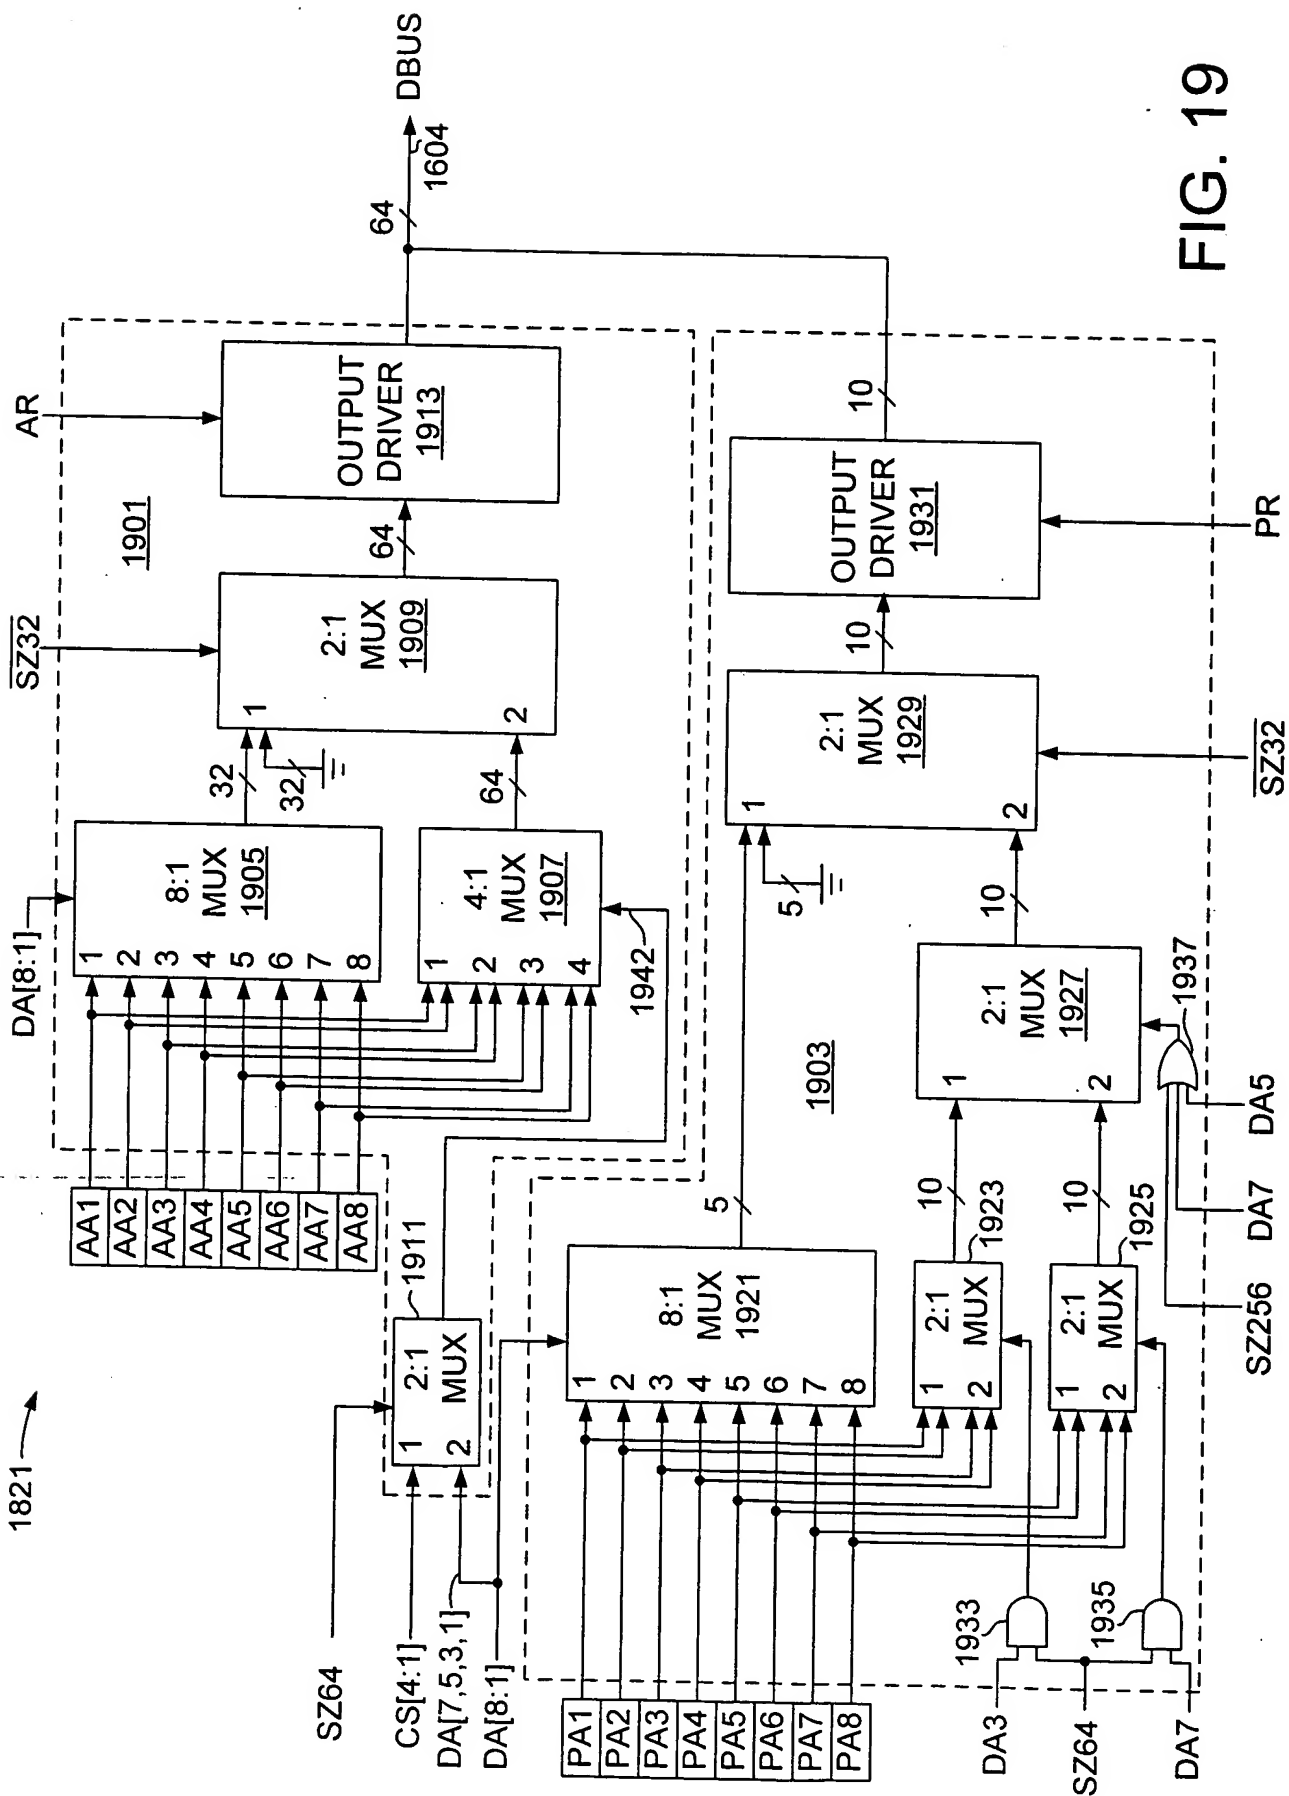 1821
FIG. 19
AR
SZ32
DA[8:1]
1901
AA1
AA2
AA3
AA4
AA5
AA6
AA7
AA8
1
2
3
4
5
6
7
8
8:1
MUX
1905
32
32
1
2
3
4
4:1
MUX
1907
64
1942
1
2
2:1
MUX
1909
64
OUTPUT
DRIVER
1913
64
1604
DBUS
SZ64
CS[4:1]
DA[7,5,3,1]
DA[8:1]
1
2
2:1
MUX
1911
1903
PA1
PA2
PA3
PA4
PA5
PA6
PA7
PA8
1
2
3
4
5
6
7
8
8:1
MUX
1921
5
5
1
2
2:1
MUX
1923
10
1
2
2:1
MUX
1925
10
1
2
2:1
MUX
1927
10
1
2
2:1
MUX
1929
10
OUTPUT
DRIVER
1931
10
1933
1935
1937
DA3
SZ64
DA7
SZ256
DA7
DA5
SZ32
PR